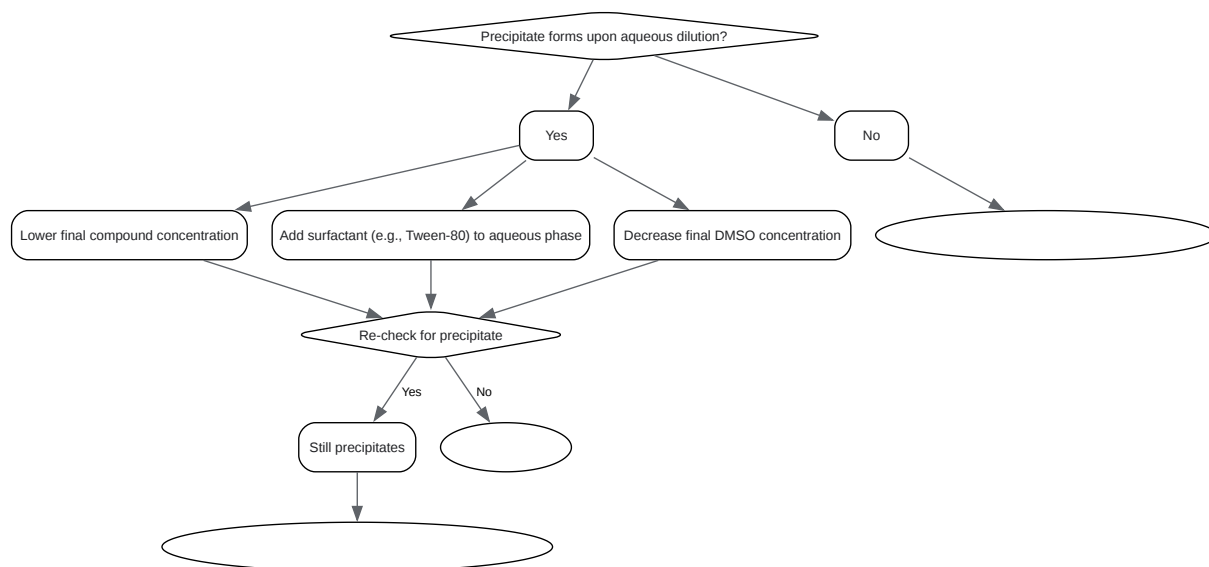 Precipitate forms upon aqueous dilution?
Yes
No
Lower final compound concentration
Add surfactant (e.g., Tween-80) to aqueous phase
Decrease final DMSO concentration
Re-check for precipitate
Yes
No
Still precipitates